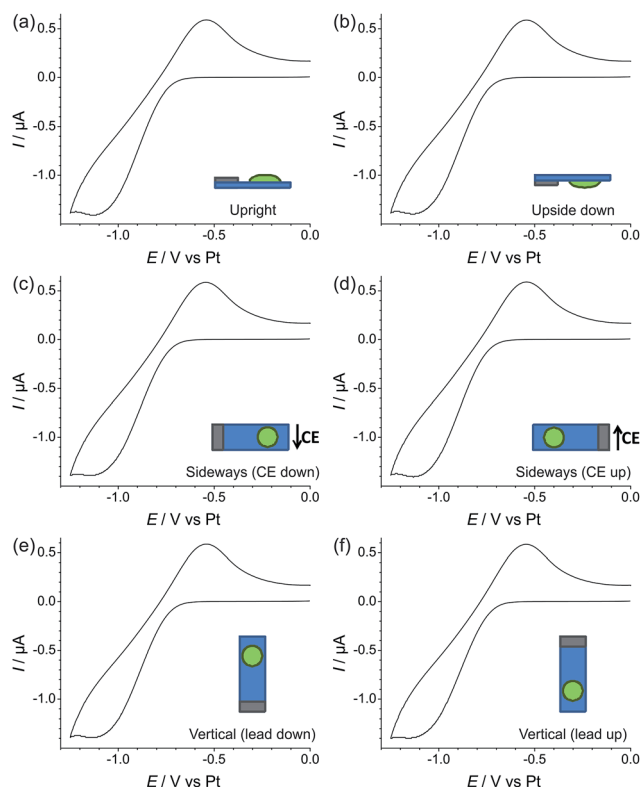 (a)
0.5
0.0
-0.5
-1.0
I / µA
Upright
-1.0
-0.5
0.0
E / V vs Pt
(b)
0.5
0.0
-0.5
-1.0
I / µA
Upside down
-1.0
-0.5
0.0
E / V vs Pt
(c)
0.5
0.0
-0.5
-1.0
I / µA
CE
Sideways (CE down)
-1.0
-0.5
0.0
E / V vs Pt
(d)
0.5
0.0
-0.5
-1.0
I / µA
CE
Sideways (CE up)
-1.0
-0.5
0.0
E / V vs Pt
(e)
0.5
0.0
-0.5
-1.0
I / µA
Vertical (lead down)
-1.0
-0.5
0.0
E / V vs Pt
(f)
0.5
0.0
-0.5
-1.0
I / µA
Vertical (lead up)
-1.0
-0.5
0.0
E / V vs Pt